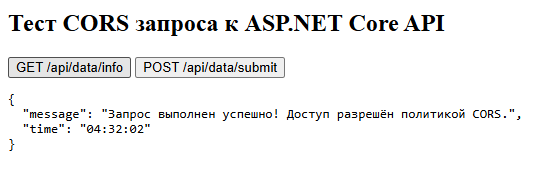 Тест CORS запроса к ASP.NET Core API
GET /api/data/info POST /api/data/submit
{
  "message": "Запрос выполнен успешно! Доступ разрешён политикой CORS.",
  "time": "04:32:02"
}